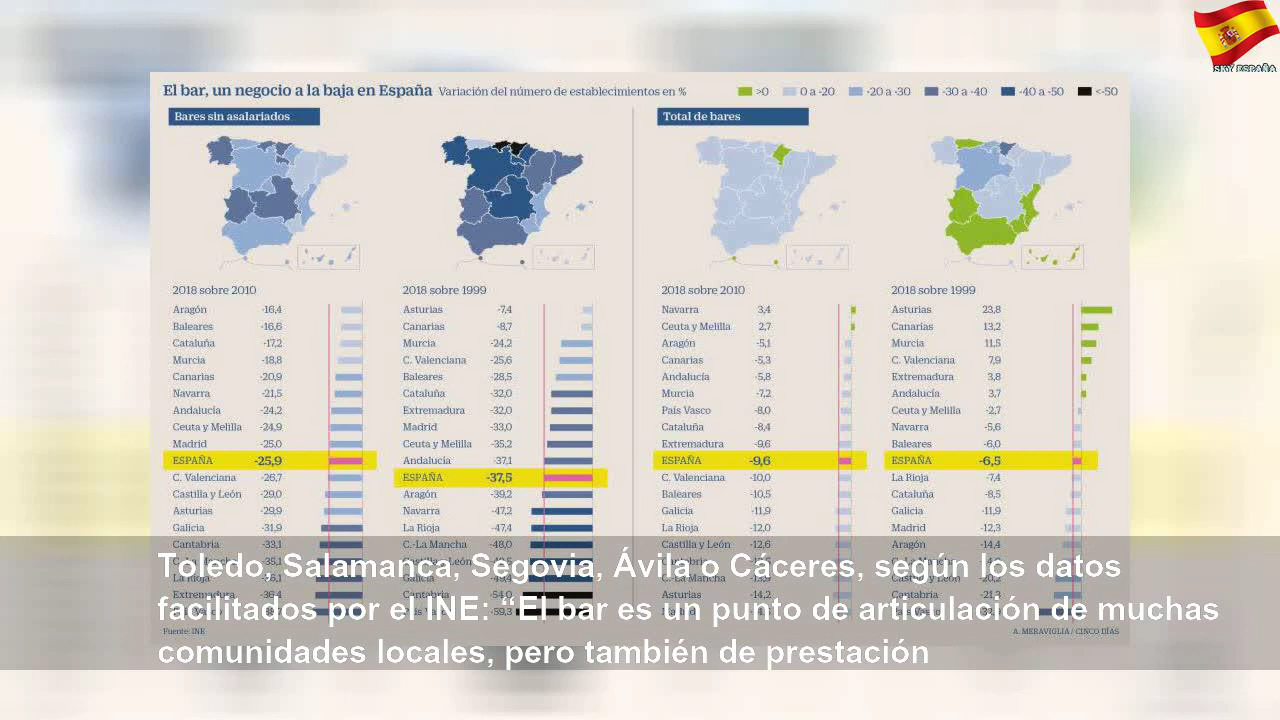 SKY ESPAÑA
El bar, un negocio a la baja en España Variación del número de establecimientos en %
>0 0 a -20 -20 a -30 -30 a -40 -40 a -50 <-50
Bares sin asalariados
Total de bares
2018 sobre 2010
Aragón -16,4
Baleares -16,6
Cataluña -17,2
Murcia -18,8
Canarias -20,9
Navarra -21,5
Andalucía -24,2
Ceuta y Melilla -24,9
Madrid -25,0
ESPAÑA -25,9
C. Valenciana -26,7
Castilla y León -29,0
Asturias -29,9
Galicia -31,9
Cantabria -33,1
2018 sobre 1999
Asturias -7,4
Canarias -8,7
Murcia -24,2
C. Valenciana -25,6
Baleares -28,5
Cataluña -32,0
Extremadura -32,0
Madrid -33,0
Ceuta y Melilla -35,2
Andalucía -37,1
ESPAÑA -37,5
Aragón -39,2
Navarra -47,2
La Rioja -47,4
C.-La Mancha -48,0
2018 sobre 2010
Navarra 3,4
Ceuta y Melilla 2,7
Aragón -5,1
Canarias -5,3
Andalucía -5,8
Murcia -7,2
País Vasco -8,0
Cataluña -8,4
Extremadura -9,6
ESPAÑA -9,6
C. Valenciana -10,0
Baleares -10,5
Galicia -11,9
La Rioja -12,0
Castilla y León -12,6
2018 sobre 1999
Asturias 23,8
Canarias 13,2
Murcia 11,5
C. Valenciana 7,9
Extremadura 3,8
Andalucía 3,7
Ceuta y Melilla -2,7
Navarra -5,6
Baleares -6,0
ESPAÑA -6,5
La Rioja -7,4
Cataluña -8,5
Galicia -11,9
Madrid -12,3
Aragón -14,4
Toledo, Salamanca, Segovia, Ávila o Cáceres, según los datos
facilitados por el INE: “El bar es un punto de articulación de muchas
comunidades locales, pero también de prestación
Fuente: INE
A. MERAVIGLIA / CINCO DÍAS